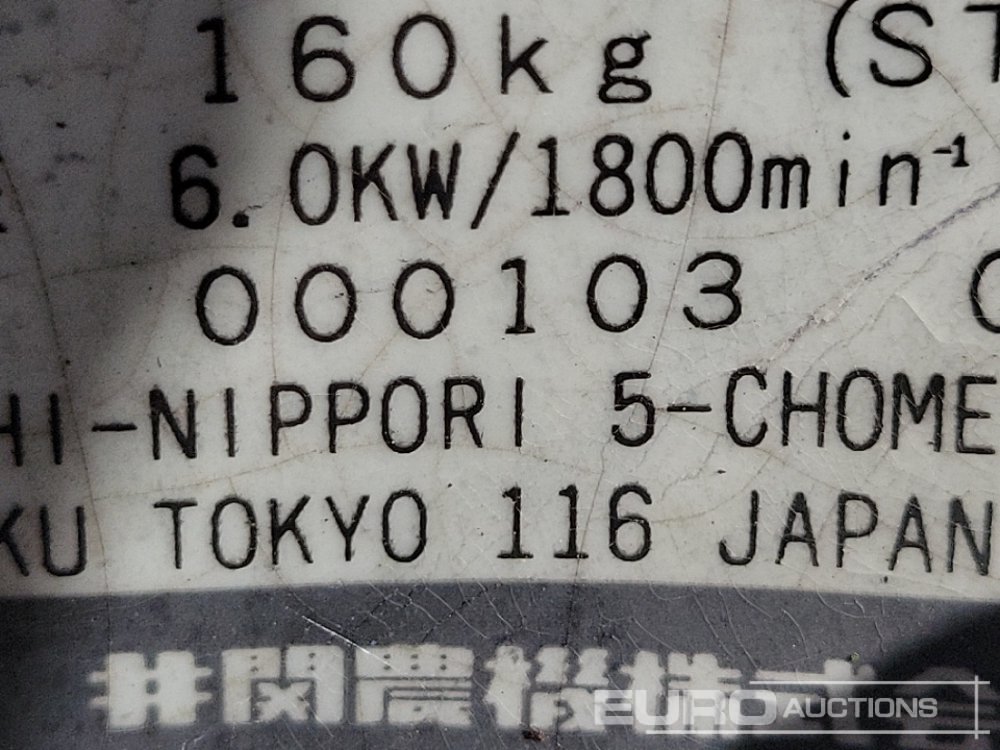 160kg (ST
6.0KW/1800min⁻¹
000103
HI-NIPPORI 5-CHOME
KU TOKYO 116 JAPAN
井関農機株式
EURO AUCTIONS